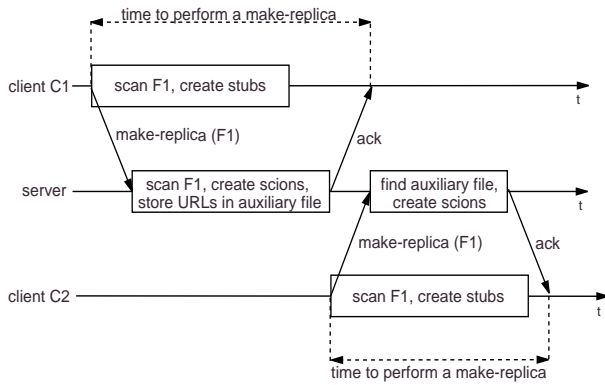 time to perform a make-replica
client C1
scan F1, create stubs
t
make-replica (F1)
ack
server
scan F1, create scions,
store URLs in auxiliary file
find auxiliary file,
create scions
t
make-replica (F1)
ack
client C2
scan F1, create stubs
t
time to perform a make-replica